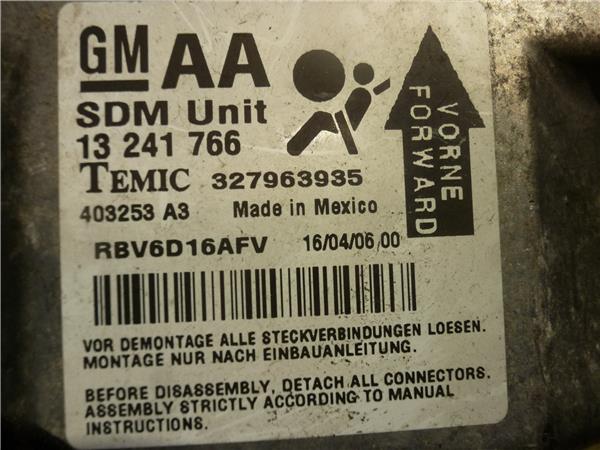 GM AA
SDM Unit
13 241 766
TEMIC 327963935
403253 A3 Made in Mexico
VORNE
FORWARD
RBV6D16AFV 16/04/06 00
VOR DEMONTAGE ALLE STECKVERBINDUNGEN LOESEN.
MONTAGE NUR NACH EINBAUANLEITUNG.
BEFORE DISASSEMBLY, DETACH ALL CONNECTORS.
ASSEMBLY STRICTLY ACCORDING TO MANUAL
INSTRUCTIONS.